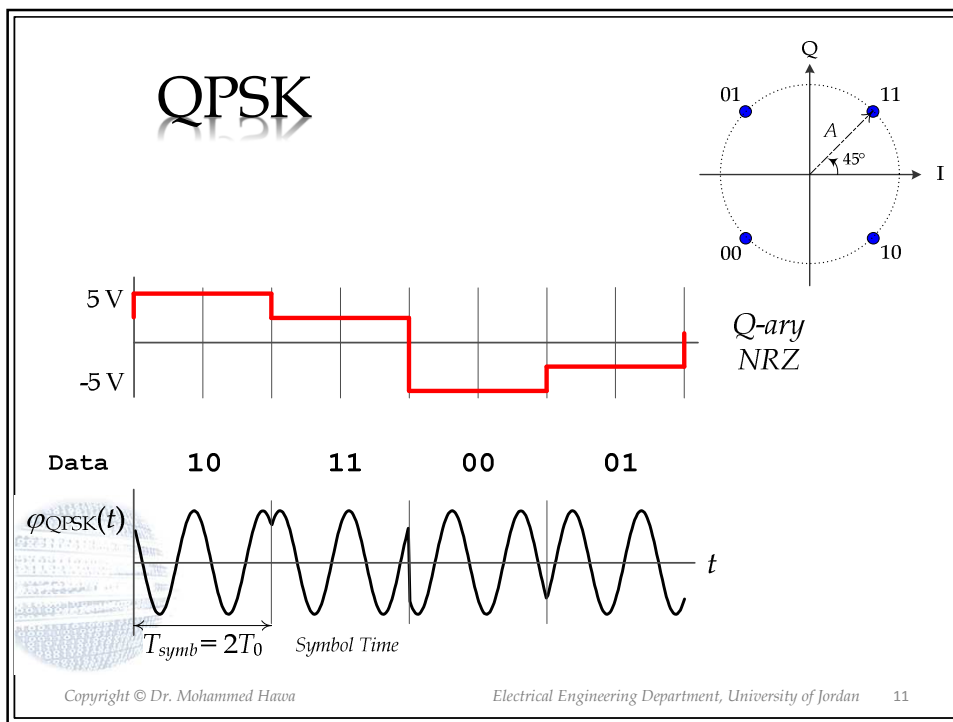 QPSK
Q
01
11
A
45°
I
00
10
5 V
-5 V
Q-ary
NRZ
Data 10 11 00 01
φQPSK(t)
t
Tsymb = 2T0 Symbol Time
Copyright © Dr. Mohammed Hawa Electrical Engineering Department, University of Jordan 11